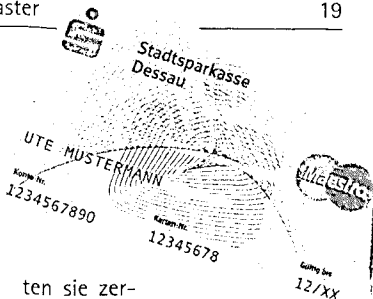 aster 19
Stadtsparkasse
Dessau
UTE MUSTERMANN
Maestro
Konto Nr.
1234567890
Karten-Nr.
12345678
Gültig bis
12/XX
ten sie zer-